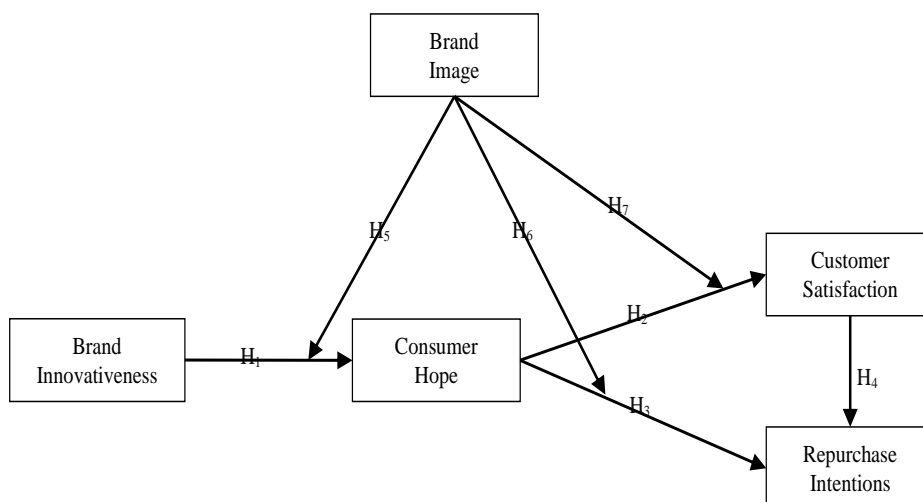 Brand
Image
H₅
H₆
H₇
Customer
Satisfaction
Brand
Innovativeness
H₁
Consumer
Hope
H₂
H₃
H₄
Repurchase
Intentions